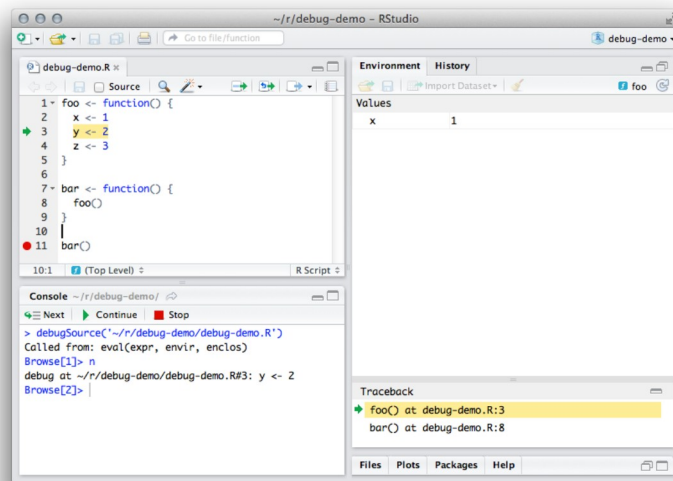 ~/r/debug-demo – RStudio
Go to file/function
debug-demo
debug-demo.R
Source
1 foo <- function() {
2 x <- 1
3 y <- 2
4 z <- 3
5 }
6
7 bar <- function() {
8 foo()
9 }
10
11 bar()
10:1 (Top Level) R Script
Console ~/r/debug-demo/
Next Continue Stop
> debugSource('~/r/debug-demo/debug-demo.R')
Called from: eval(expr, envir, enclos)
Browse[1]> n
debug at ~/r/debug-demo/debug-demo.R#3: y <- 2
Browse[2]>
Environment History
Import Dataset
foo
Values
x 1
Traceback
foo() at debug-demo.R:3
bar() at debug-demo.R:8
Files Plots Packages Help